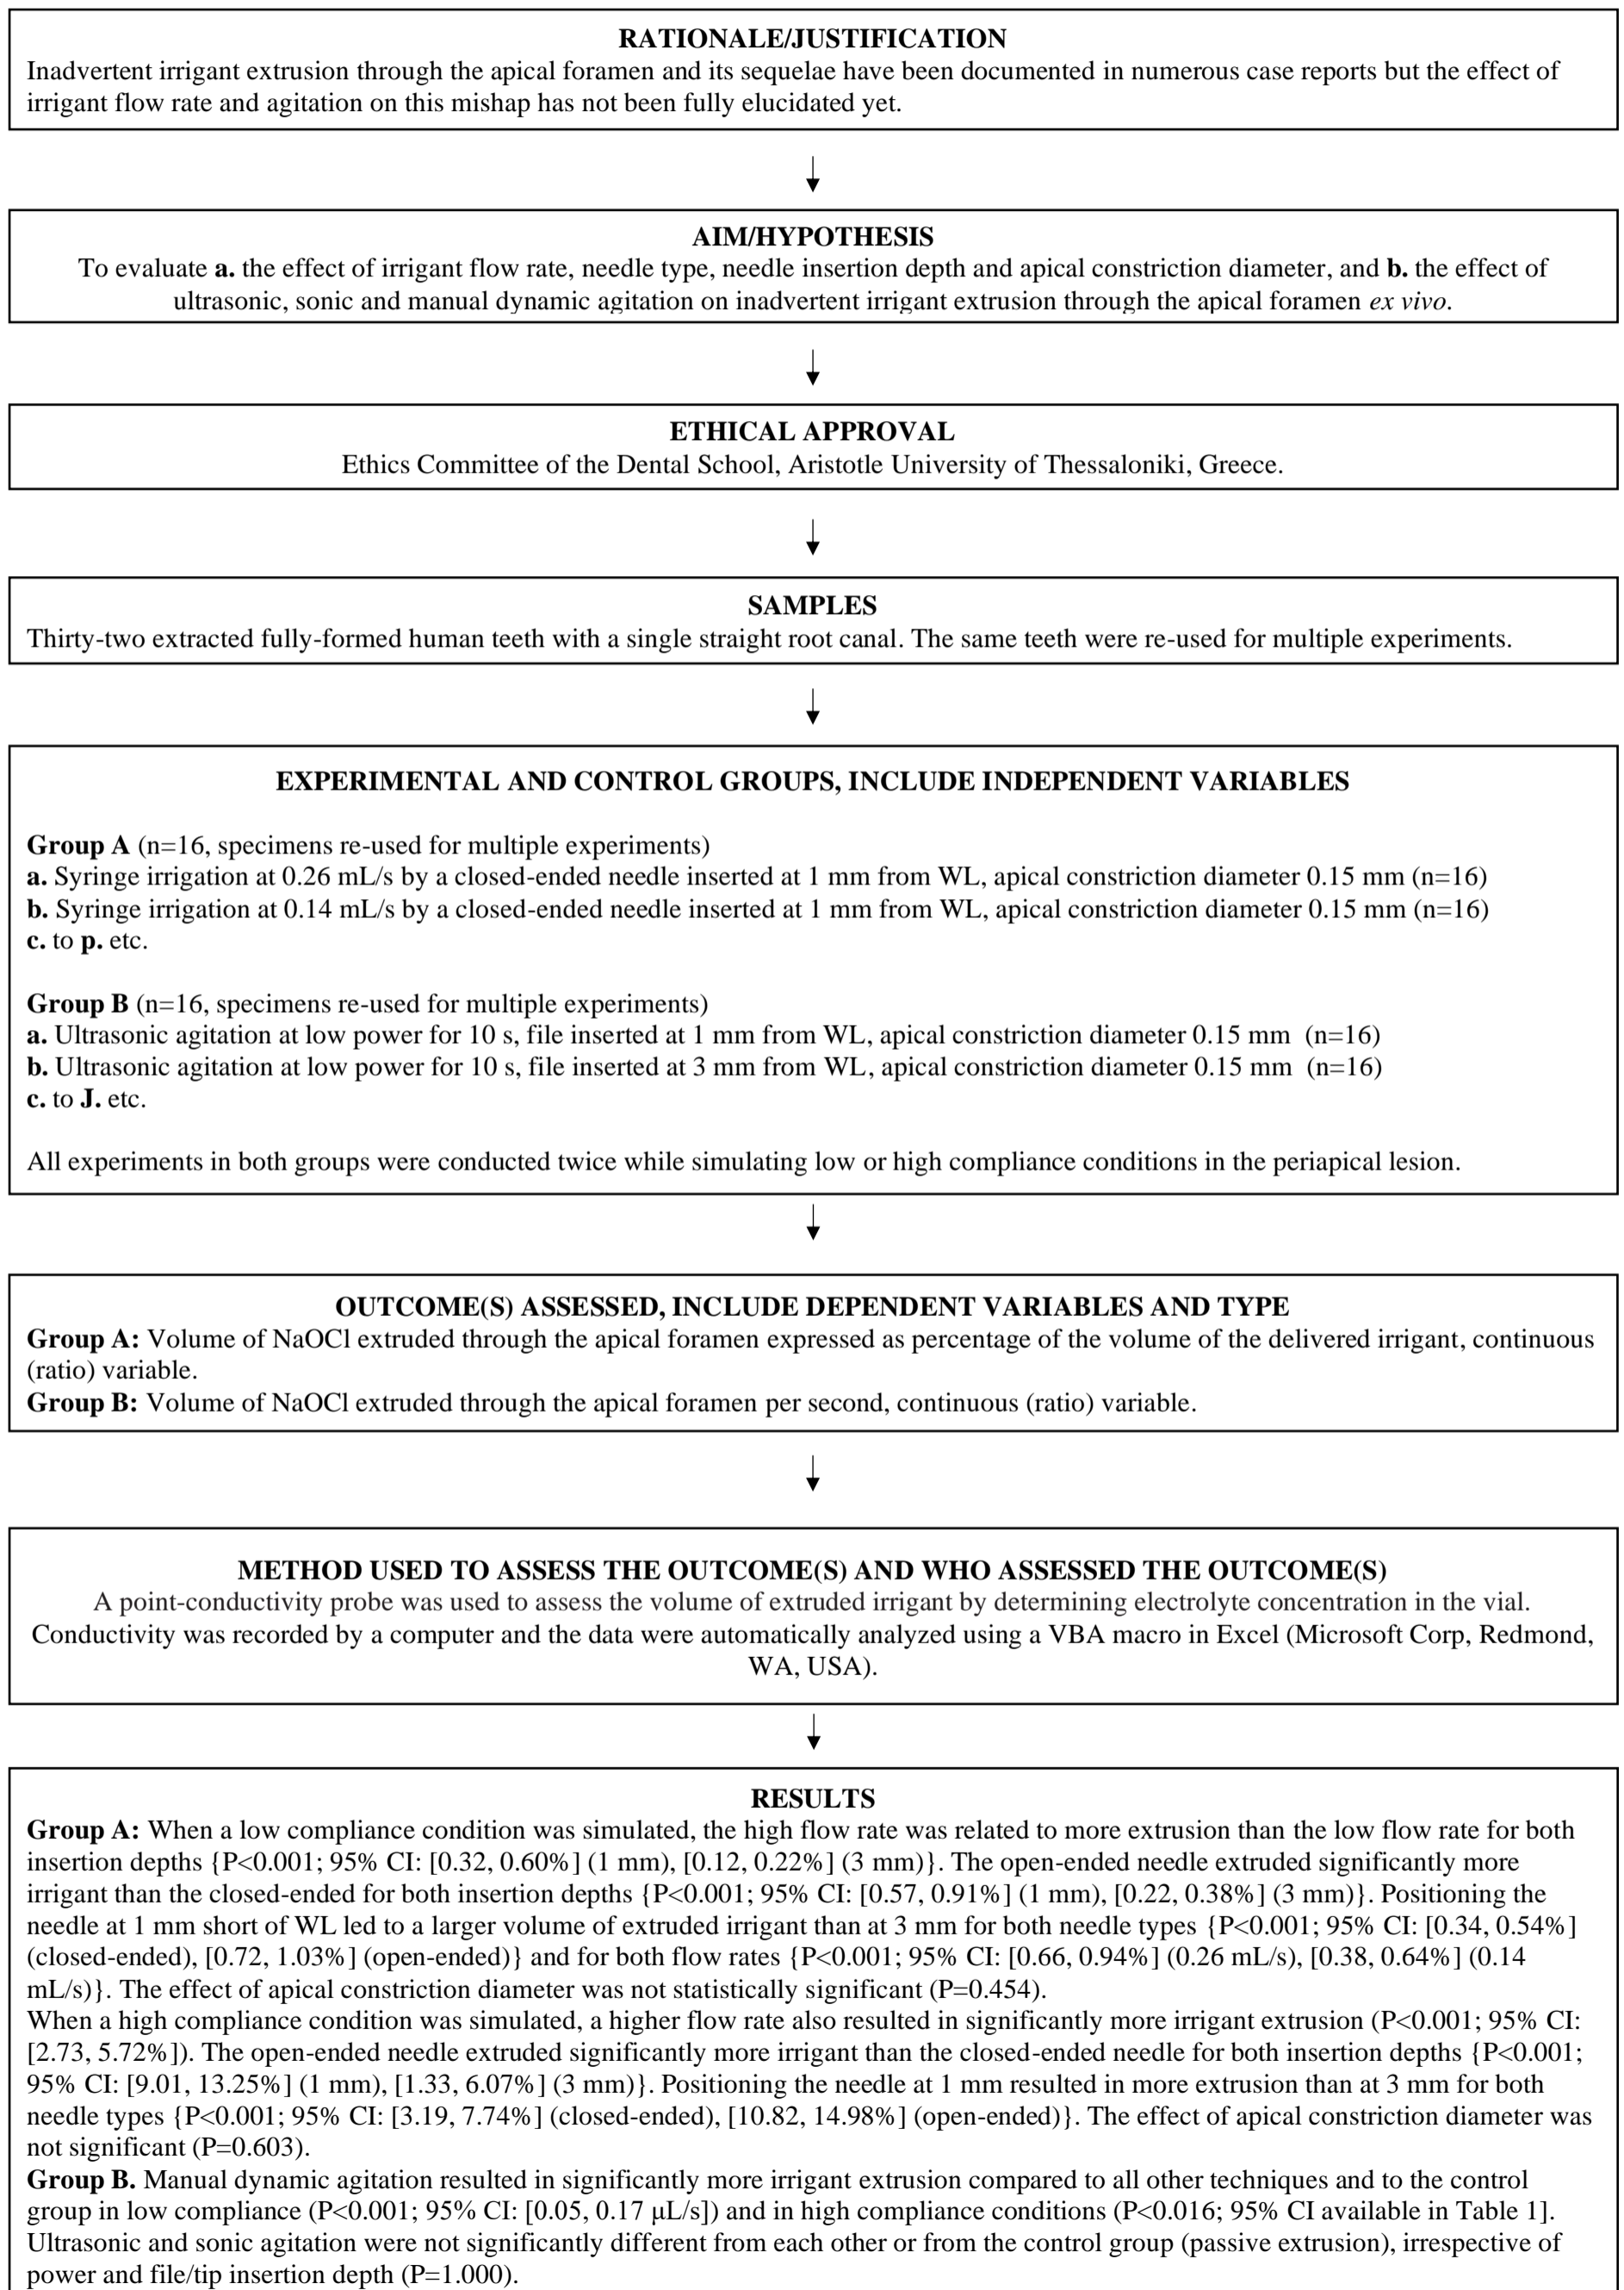 RATIONALE/JUSTIFICATION
Inadvertent irrigant extrusion through the apical foramen and its sequelae have been documented in numerous case reports but the effect of
irrigant flow rate and agitation on this mishap has not been fully elucidated yet.
AIM/HYPOTHESIS
To evaluate a. the effect of irrigant flow rate, needle type, needle insertion depth and apical constriction diameter, and b. the effect of
ultrasonic, sonic and manual dynamic agitation on inadvertent irrigant extrusion through the apical foramen ex vivo.
ETHICAL APPROVAL
Ethics Committee of the Dental School, Aristotle University of Thessaloniki, Greece.
SAMPLES
Thirty-two extracted fully-formed human teeth with a single straight root canal. The same teeth were re-used for multiple experiments.
EXPERIMENTAL AND CONTROL GROUPS, INCLUDE INDEPENDENT VARIABLES
Group A (n=16, specimens re-used for multiple experiments)
a. Syringe irrigation at 0.26 mL/s by a closed-ended needle inserted at 1 mm from WL, apical constriction diameter 0.15 mm (n=16)
b. Syringe irrigation at 0.14 mL/s by a closed-ended needle inserted at 1 mm from WL, apical constriction diameter 0.15 mm (n=16)
c. to p. etc.
Group B (n=16, specimens re-used for multiple experiments)
a. Ultrasonic agitation at low power for 10 s, file inserted at 1 mm from WL, apical constriction diameter 0.15 mm (n=16)
b. Ultrasonic agitation at low power for 10 s, file inserted at 3 mm from WL, apical constriction diameter 0.15 mm (n=16)
c. to J. etc.
All experiments in both groups were conducted twice while simulating low or high compliance conditions in the periapical lesion.
OUTCOME(S) ASSESSED, INCLUDE DEPENDENT VARIABLES AND TYPE
Group A: Volume of NaOCl extruded through the apical foramen expressed as percentage of the volume of the delivered irrigant, continuous
(ratio) variable.
Group B: Volume of NaOCl extruded through the apical foramen per second, continuous (ratio) variable.
METHOD USED TO ASSESS THE OUTCOME(S) AND WHO ASSESSED THE OUTCOME(S)
A point-conductivity probe was used to assess the volume of extruded irrigant by determining electrolyte concentration in the vial.
Conductivity was recorded by a computer and the data were automatically analyzed using a VBA macro in Excel (Microsoft Corp, Redmond,
WA, USA).
RESULTS
Group A: When a low compliance condition was simulated, the high flow rate was related to more extrusion than the low flow rate for both
insertion depths {P<0.001; 95% CI: [0.32, 0.60%] (1 mm), [0.12, 0.22%] (3 mm)}. The open-ended needle extruded significantly more
irrigant than the closed-ended for both insertion depths {P<0.001; 95% CI: [0.57, 0.91%] (1 mm), [0.22, 0.38%] (3 mm)}. Positioning the
needle at 1 mm short of WL led to a larger volume of extruded irrigant than at 3 mm for both needle types {P<0.001; 95% CI: [0.34, 0.54%]
(closed-ended), [0.72, 1.03%] (open-ended)} and for both flow rates {P<0.001; 95% CI: [0.66, 0.94%] (0.26 mL/s), [0.38, 0.64%] (0.14
mL/s)}. The effect of apical constriction diameter was not statistically significant (P=0.454).
When a high compliance condition was simulated, a higher flow rate also resulted in significantly more irrigant extrusion (P<0.001; 95% CI:
[2.73, 5.72%]). The open-ended needle extruded significantly more irrigant than the closed-ended needle for both insertion depths {P<0.001;
95% CI: [9.01, 13.25%] (1 mm), [1.33, 6.07%] (3 mm)}. Positioning the needle at 1 mm resulted in more extrusion than at 3 mm for both
needle types {P<0.001; 95% CI: [3.19, 7.74%] (closed-ended), [10.82, 14.98%] (open-ended)}. The effect of apical constriction diameter was
not significant (P=0.603).
Group B. Manual dynamic agitation resulted in significantly more irrigant extrusion compared to all other techniques and to the control
group in low compliance (P<0.001; 95% CI: [0.05, 0.17 μL/s]) and in high compliance conditions (P<0.016; 95% CI available in Table 1].
Ultrasonic and sonic agitation were not significantly different from each other or from the control group (passive extrusion), irrespective of
power and file/tip insertion depth (P=1.000).